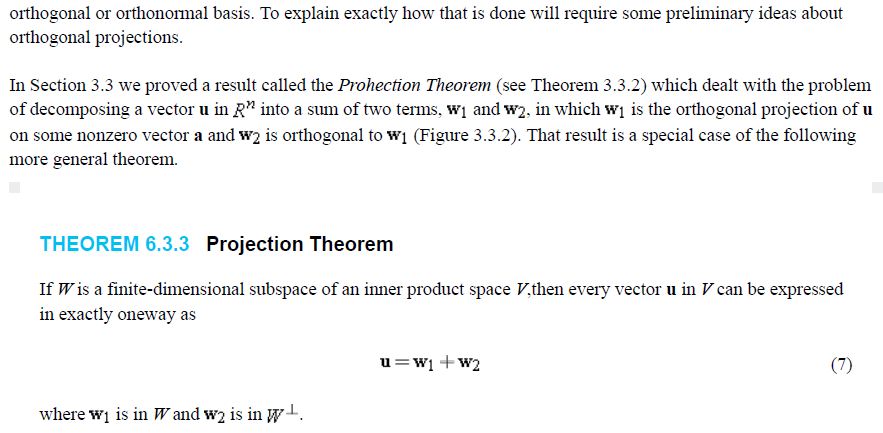 orthogonal or orthonormal basis. To explain exactly how that is done will require some preliminary ideas about
orthogonal projections.
In Section 3.3 we proved a result called the Prohection Theorem (see Theorem 3.3.2) which dealt with the problem
of decomposing a vector u in Rⁿ into a sum of two terms, w₁ and w₂, in which w₁ is the orthogonal projection of u
on some nonzero vector a and w₂ is orthogonal to w₁ (Figure 3.3.2). That result is a special case of the following
more general theorem.
THEOREM 6.3.3 Projection Theorem
If W is a finite-dimensional subspace of an inner product space V,then every vector u in V can be expressed
in exactly oneway as
u = w₁ + w₂ (7)
where w₁ is in W and w₂ is in W⊥.